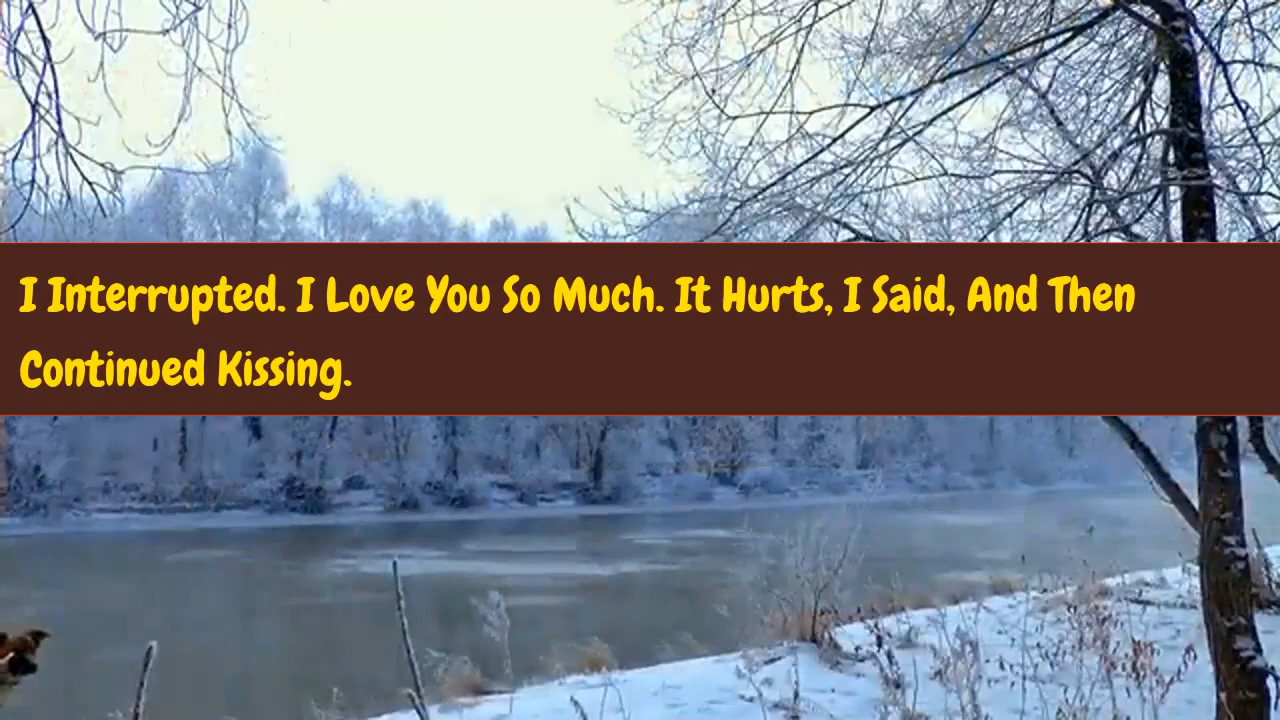 I Interrupted. I Love You So Much. It Hurts, I Said, And Then
Continued Kissing.